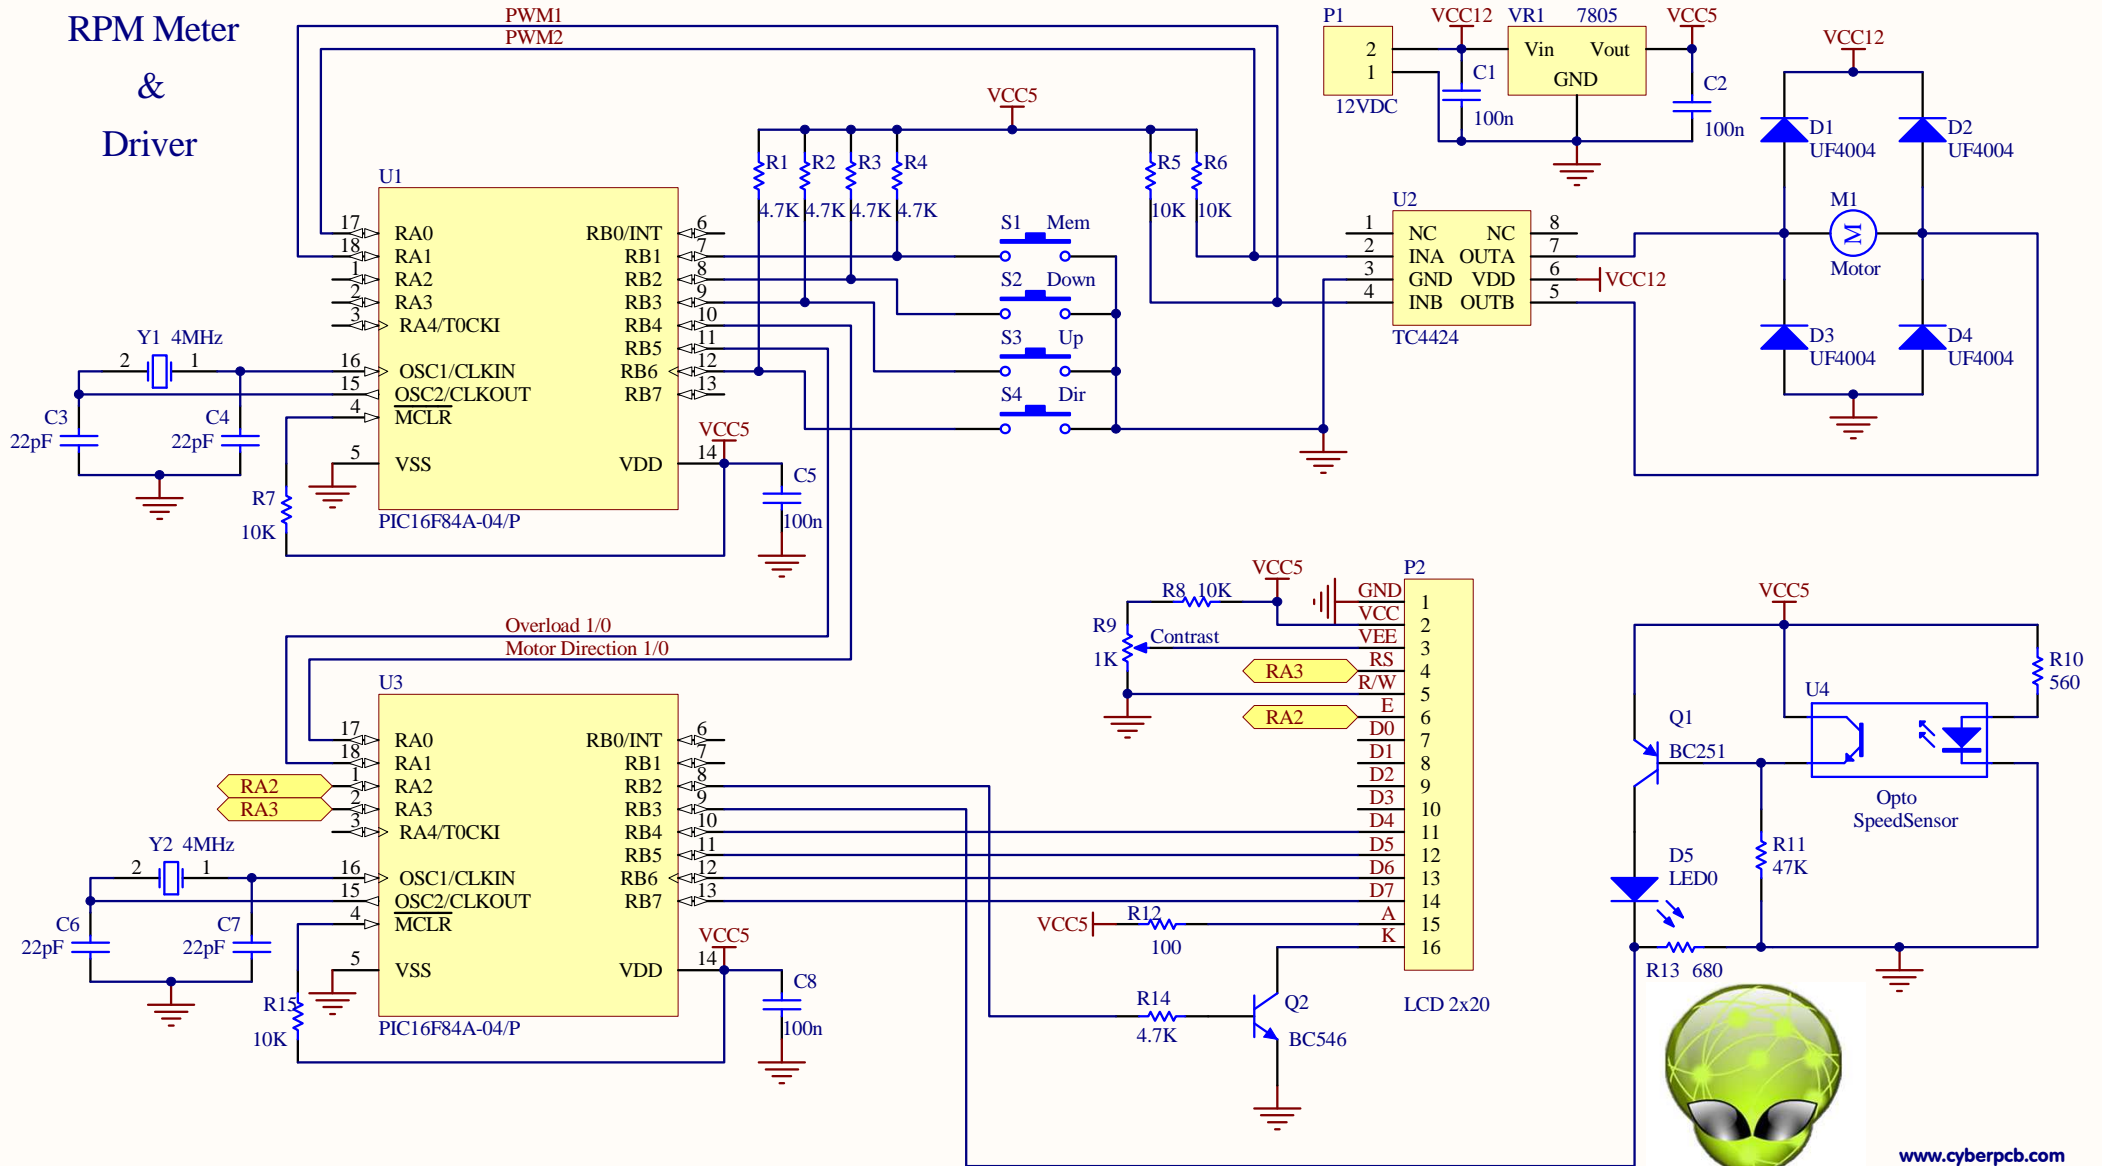 RPM Meter
&
Driver
PWM1
PWM2
P1
2
1
12VDC
VCC12
VR1 7805
Vin Vout
GND
VCC5
C1
100n
C2
100n
VCC12
D1
UF4004
D2
UF4004
M1
M
Motor
D3
UF4004
D4
UF4004
VCC5
R1 R2 R3 R4
4.7K 4.7K 4.7K 4.7K
R5 R6
10K 10K
U1
17 RA0
18 RA1
1 RA2
2 RA3
3 RA4/T0CKI
16 OSC1/CLKIN
15 OSC2/CLKOUT
4 MCLR
5 VSS
RB0/INT 6
RB1 7
RB2 8
RB3 9
RB4 10
RB5 11
RB6 12
RB7 13
VDD 14
PIC16F84A-04/P
S1 Mem
S2 Down
S3 Up
S4 Dir
U2
1 NC NC 8
2 INA OUTA 7
3 GND VDD 6
4 INB OUTB 5
TC4424
VCC12
Y1 4MHz
2 1
C3
22pF
C4
22pF
R7
10K
VCC5
C5
100n
Overload 1/0
Motor Direction 1/0
U3
17 RA0
18 RA1
RA2 1 RA2
RA3 2 RA3
3 RA4/T0CKI
16 OSC1/CLKIN
15 OSC2/CLKOUT
4 MCLR
5 VSS
RB0/INT 6
RB1 7
RB2 8
RB3 9
RB4 10
RB5 11
RB6 12
RB7 13
VDD 14
PIC16F84A-04/P
Y2 4MHz
2 1
C6
22pF
C7
22pF
R15
10K
VCC5
C8
100n
VCC5
R8 10K
R9
1K
Contrast
P2
GND 1
VCC 2
VEE 3
RA3 RS 4
R/W 5
RA2 E 6
D0 7
D1 8
D2 9
D3 10
D4 11
D5 12
D6 13
D7 14
A 15
K 16
LCD 2x20
VCC5
R12
100
R14
4.7K
Q2
BC546
VCC5
R10
560
U4
Opto
SpeedSensor
Q1
BC251
R11
47K
D5
LED0
R13 680
www.cyberpcb.com